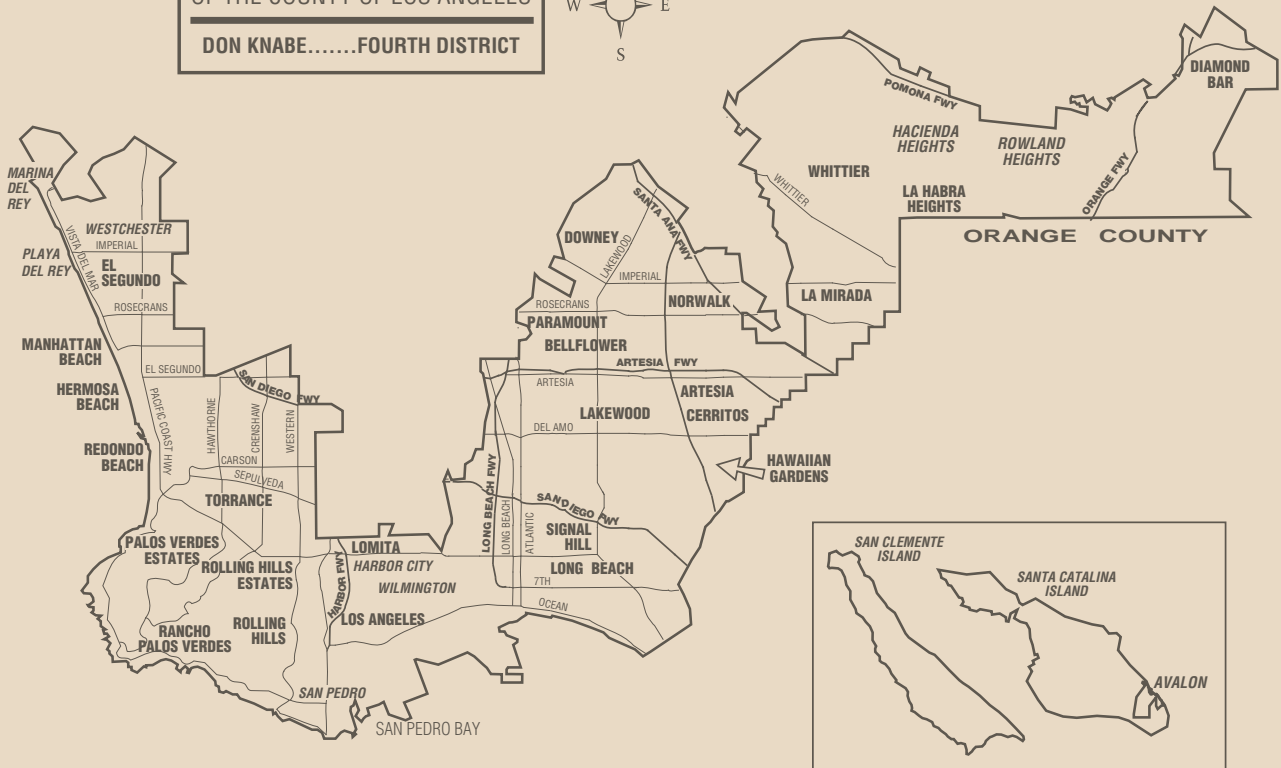 OF THE COUNTY OF LOS ANGELES
DON KNABE.......FOURTH DISTRICT
W
E
S
DIAMOND
BAR
POMONA FWY
HACIENDA
HEIGHTS
ROWLAND
HEIGHTS
WHITTIER
WHITTIER
LA HABRA
HEIGHTS
ORANGE FWY
ORANGE COUNTY
MARINA
DEL
REY
WESTCHESTER
VISTA DEL MAR
IMPERIAL
PLAYA
DEL REY
EL
SEGUNDO
ROSECRANS
MANHATTAN
BEACH
EL SEGUNDO
HERMOSA
BEACH
SAN DIEGO FWY
PACIFIC COAST HWY
HAWTHORNE
CRENSHAW
WESTERN
REDONDO
BEACH
CARSON
SEPULVEDA
TORRANCE
PALOS VERDES
ESTATES
ROLLING HILLS
ESTATES
ROLLING
HILLS
RANCHO
PALOS VERDES
LOMITA
HARBOR CITY
HARBOR FWY
WILMINGTON
LOS ANGELES
SAN PEDRO
SAN PEDRO BAY
SANTA ANA FWY
DOWNEY
LAKEWOOD
IMPERIAL
ROSECRANS
NORWALK
LA MIRADA
PARAMOUNT
BELLFLOWER
ARTESIA FWY
ARTESIA
ARTESIA
LAKEWOOD
CERRITOS
DEL AMO
HAWAIIAN
GARDENS
LONG BEACH FWY
LONG BEACH
ATLANTIC
SAN DIEGO FWY
SIGNAL
HILL
LONG BEACH
7TH
OCEAN
SAN CLEMENTE
ISLAND
SANTA CATALINA
ISLAND
AVALON